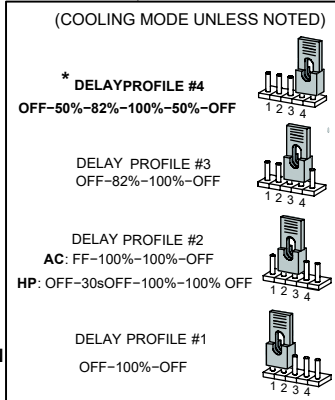 (COOLING MODE UNLESS NOTED)
* DELAYPROFILE #4
OFF−50%−82%−100%−50%−OFF
1 2 3 4
DELAY PROFILE #3
OFF−82%−100%−OFF
1 2 3 4
DELAY PROFILE #2
AC: FF−100%−100%−OFF
HP: OFF−30sOFF−100%−100% OFF
1 2 3 4
DELAY PROFILE #1
OFF−100%−OFF
1 2 3 4